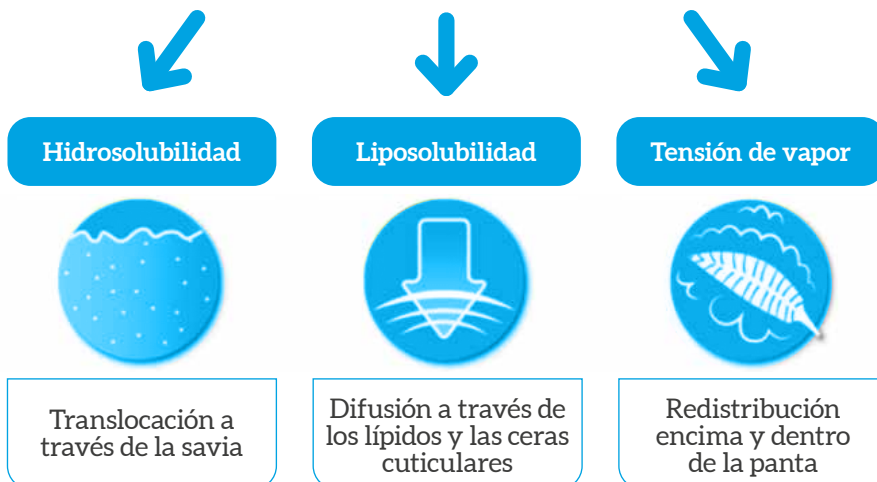 Hidrosolubilidad
Liposolubilidad
Tensión de vapor
Translocación a
través de la savia
Difusión a través de
los lípidos y las ceras
cuticulares
Redistribución
encima y dentro
de la panta